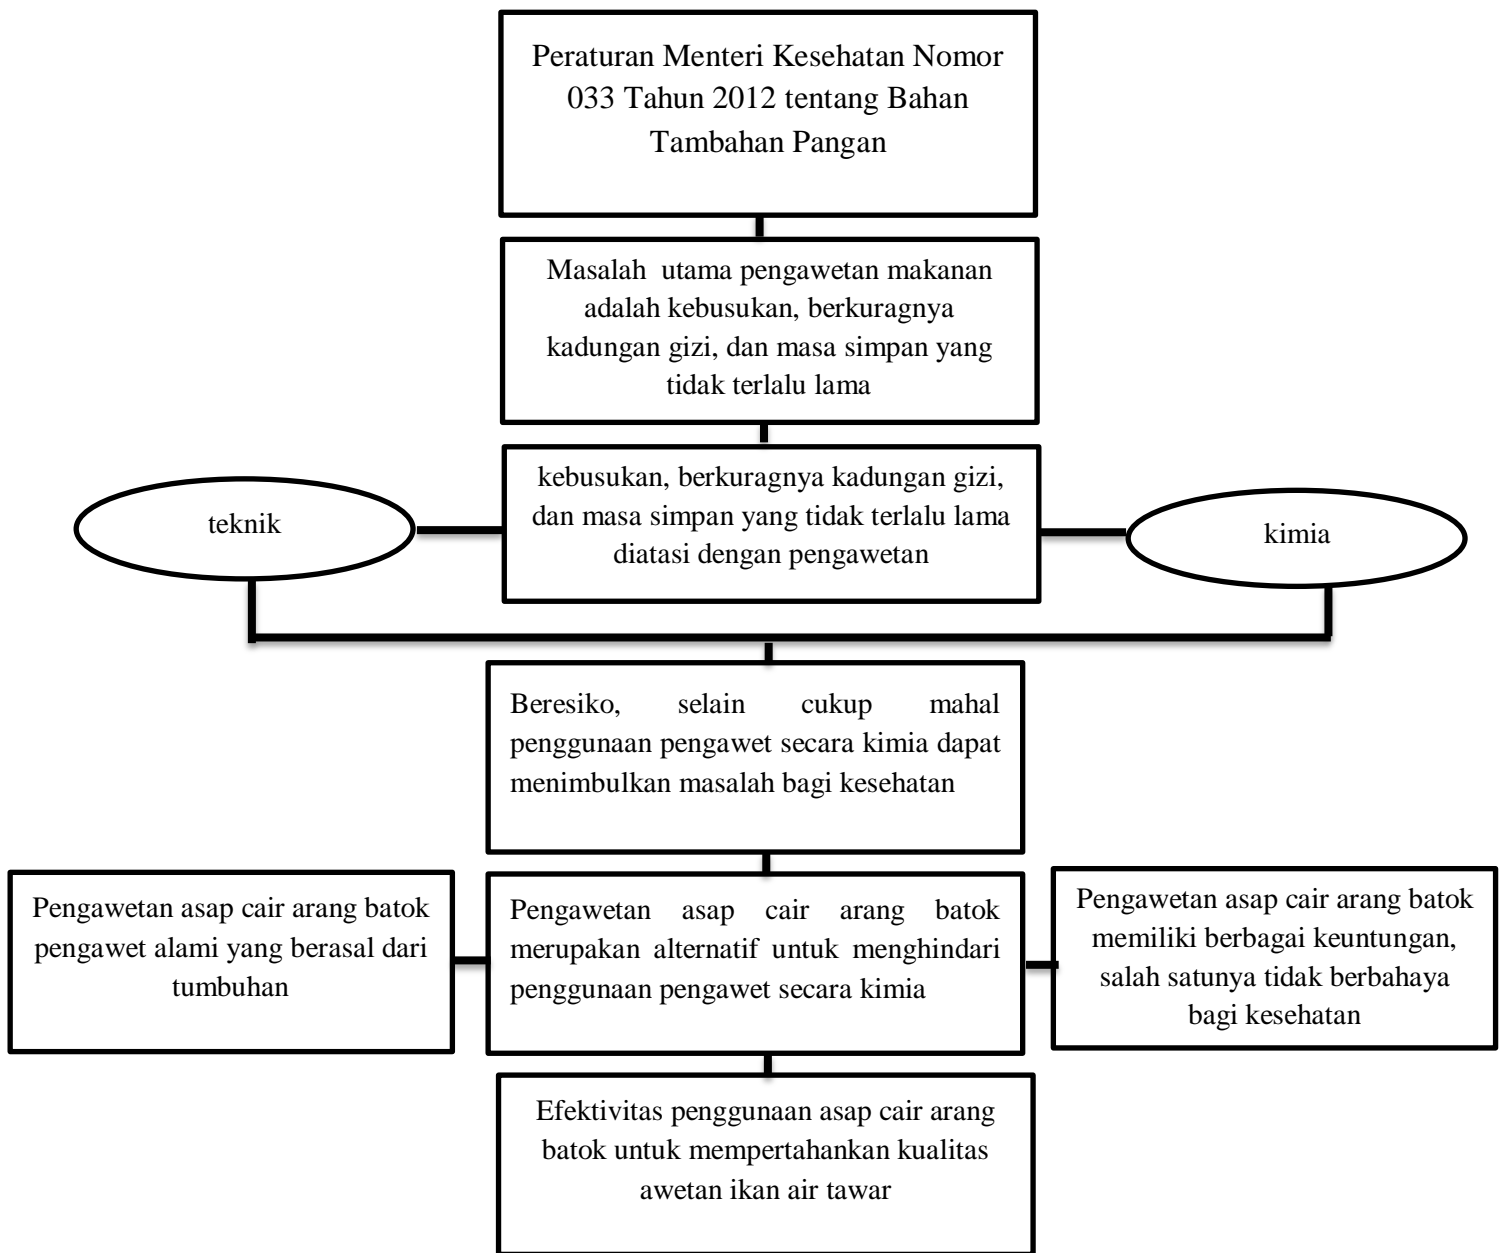 Peraturan Menteri Kesehatan Nomor
033 Tahun 2012 tentang Bahan
Tambahan Pangan
Masalah utama pengawetan makanan
adalah kebusukan, berkuragnya
kadungan gizi, dan masa simpan yang
tidak terlalu lama
teknik
kebusukan, berkuragnya kadungan gizi,
dan masa simpan yang tidak terlalu lama
diatasi dengan pengawetan
kimia
Beresiko, selain cukup mahal
penggunaan pengawet secara kimia dapat
menimbulkan masalah bagi kesehatan
Pengawetan asap cair arang batok
pengawet alami yang berasal dari
tumbuhan
Pengawetan asap cair arang batok
merupakan alternatif untuk menghindari
penggunaan pengawet secara kimia
Pengawetan asap cair arang batok
memiliki berbagai keuntungan,
salah satunya tidak berbahaya
bagi kesehatan
Efektivitas penggunaan asap cair arang
batok untuk mempertahankan kualitas
awetan ikan air tawar